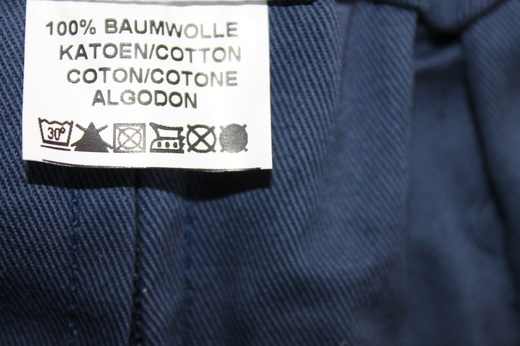 100% BAUMWOLLE
KATOEN/COTTON
COTON/COTONE
ALGODON
30°